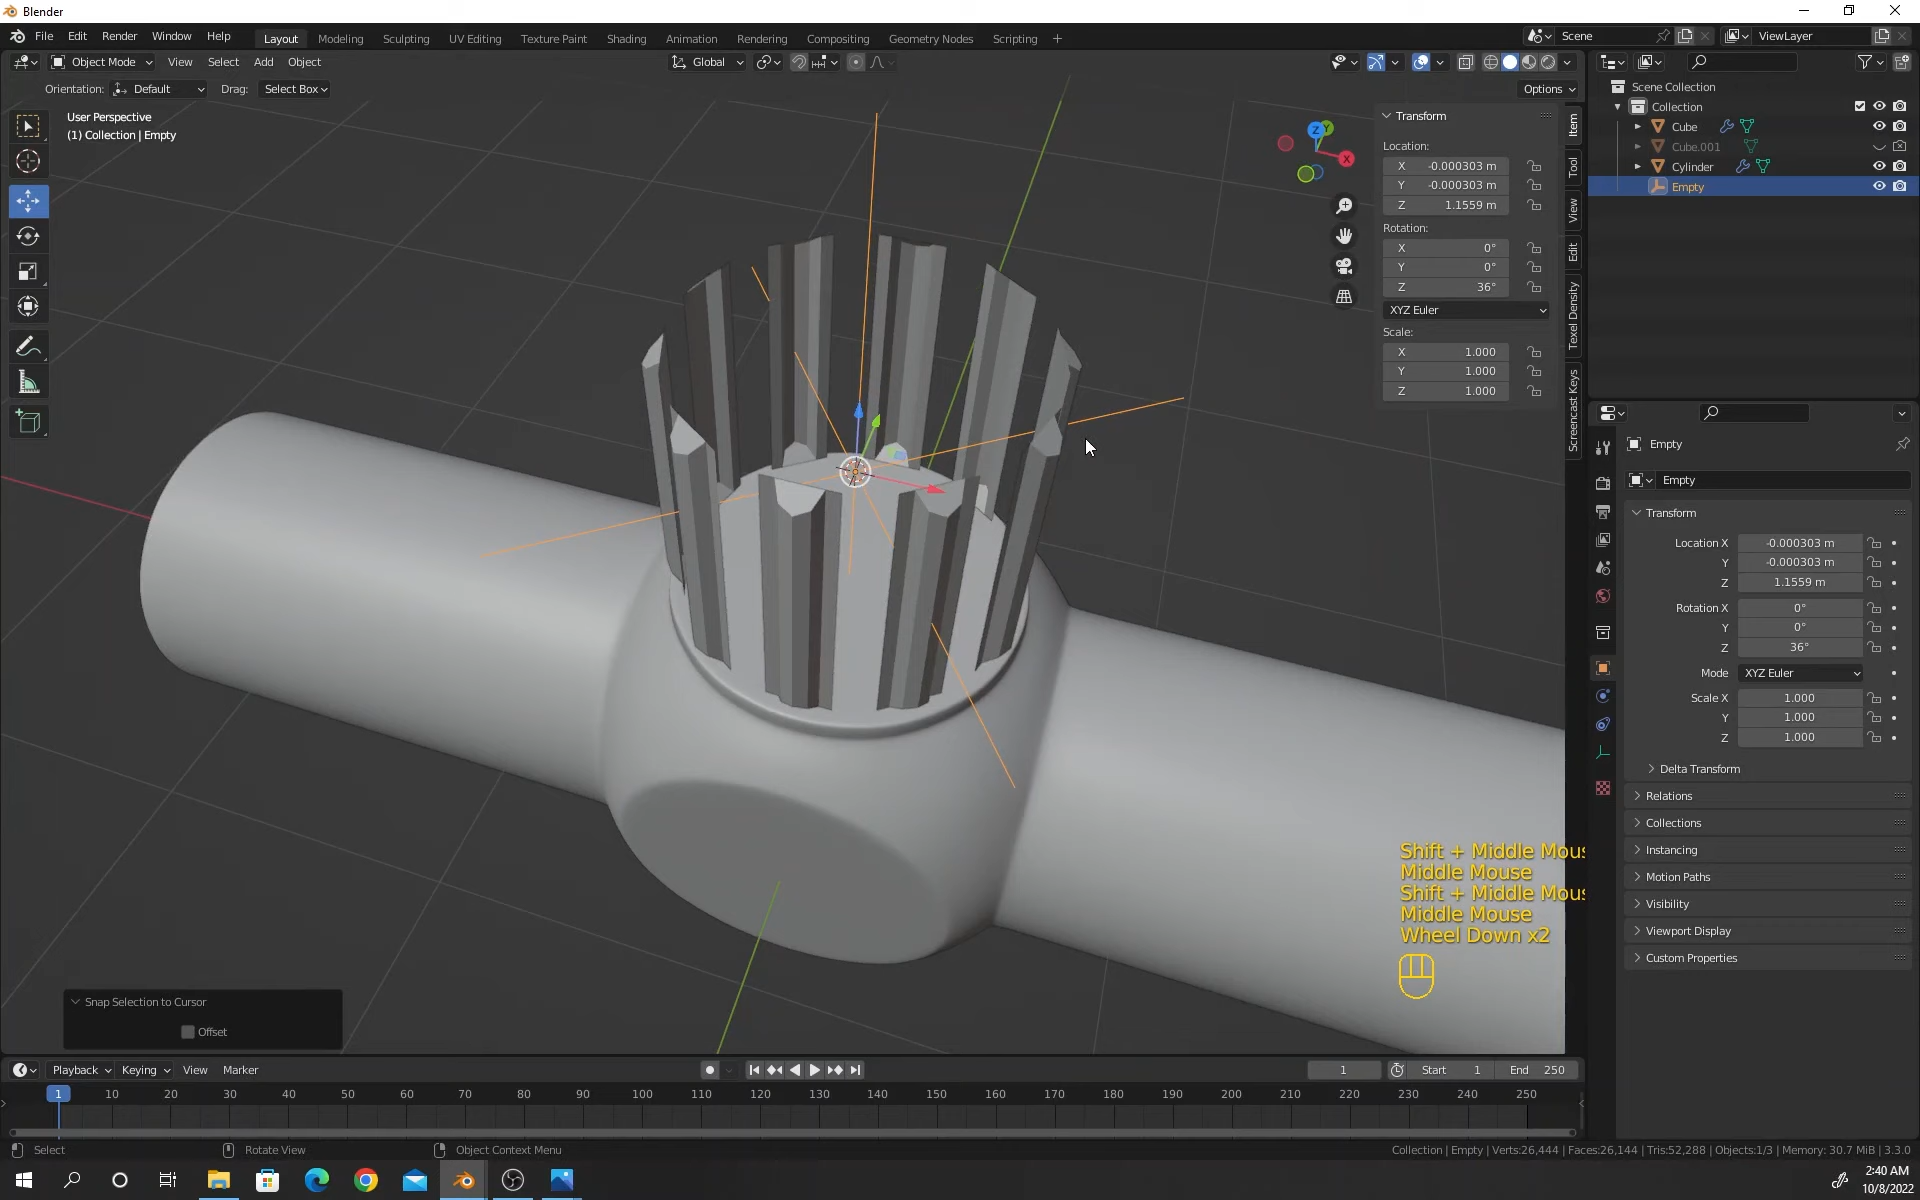 Blender
File Edit Render Window Help
Layout Modeling Sculpting UV Editing Texture Paint Shading Animation Rendering Compositing Geometry Nodes Scripting +
Scene
ViewLayer
Object Mode View Select Add Object
Global
Orientation: Default Drag: Select Box
Options
User Perspective
(1) Collection | Empty
Transform
Location:
X -0.000303 m
Y -0.000303 m
Z 1.1559 m
Rotation:
X 0°
Y 0°
Z 36°
XYZ Euler
Scale:
X 1.000
Y 1.000
Z 1.000
Item
Tool
View
Edit
Texel Density
Screencast Keys
Z
Y
X
Scene Collection
Collection
Cube
Cube.001
Cylinder
Empty
Empty
Empty
Transform
Location X -0.000303 m
Y -0.000303 m
Z 1.1559 m
Rotation X 0°
Y 0°
Z 36°
Mode XYZ Euler
Scale X 1.000
Y 1.000
Z 1.000
Delta Transform
Relations
Collections
Instancing
Motion Paths
Visibility
Viewport Display
Custom Properties
Shift + Middle Mous
Middle Mouse
Shift + Middle Mous
Middle Mouse
Wheel Down x2
Snap Selection to Cursor
Offset
Playback Keying View Marker
1 Start 1 End 250
1 10 20 30 40 50 60 70 80 90 100 110 120 130 140 150 160 170 180 190 200 210 220 230 240 250
Select Rotate View Object Context Menu
Collection | Empty | Verts:26,444 | Faces:26,144 | Tris:52,288 | Objects:1/3 | Memory: 30.7 MiB | 3.3.0
2:40 AM
10/8/2022